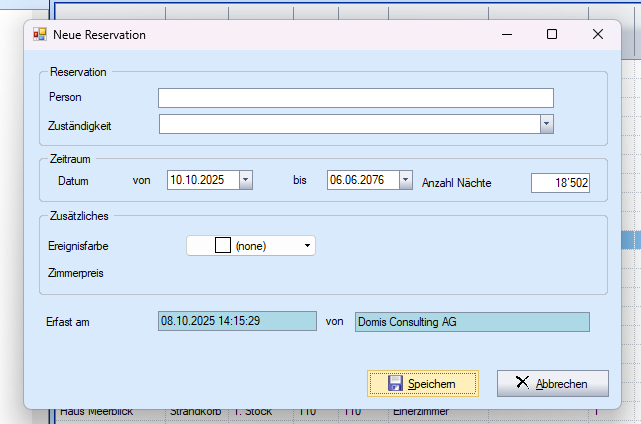 Neue Reservation
Reservation
Person
Zuständigkeit
Zeitraum
Datum von 10.10.2025 bis 06.06.2076 Anzahl Nächte 18'502
Zusätzliches
Ereignisfarbe (none)
Zimmerpreis
Erfast am 08.10.2025 14:15:29 von Domis Consulting AG
Speichern Abbrechen
Haus Meerblick Strandkorb 1. Stock 110 110 Einerzimmer 1